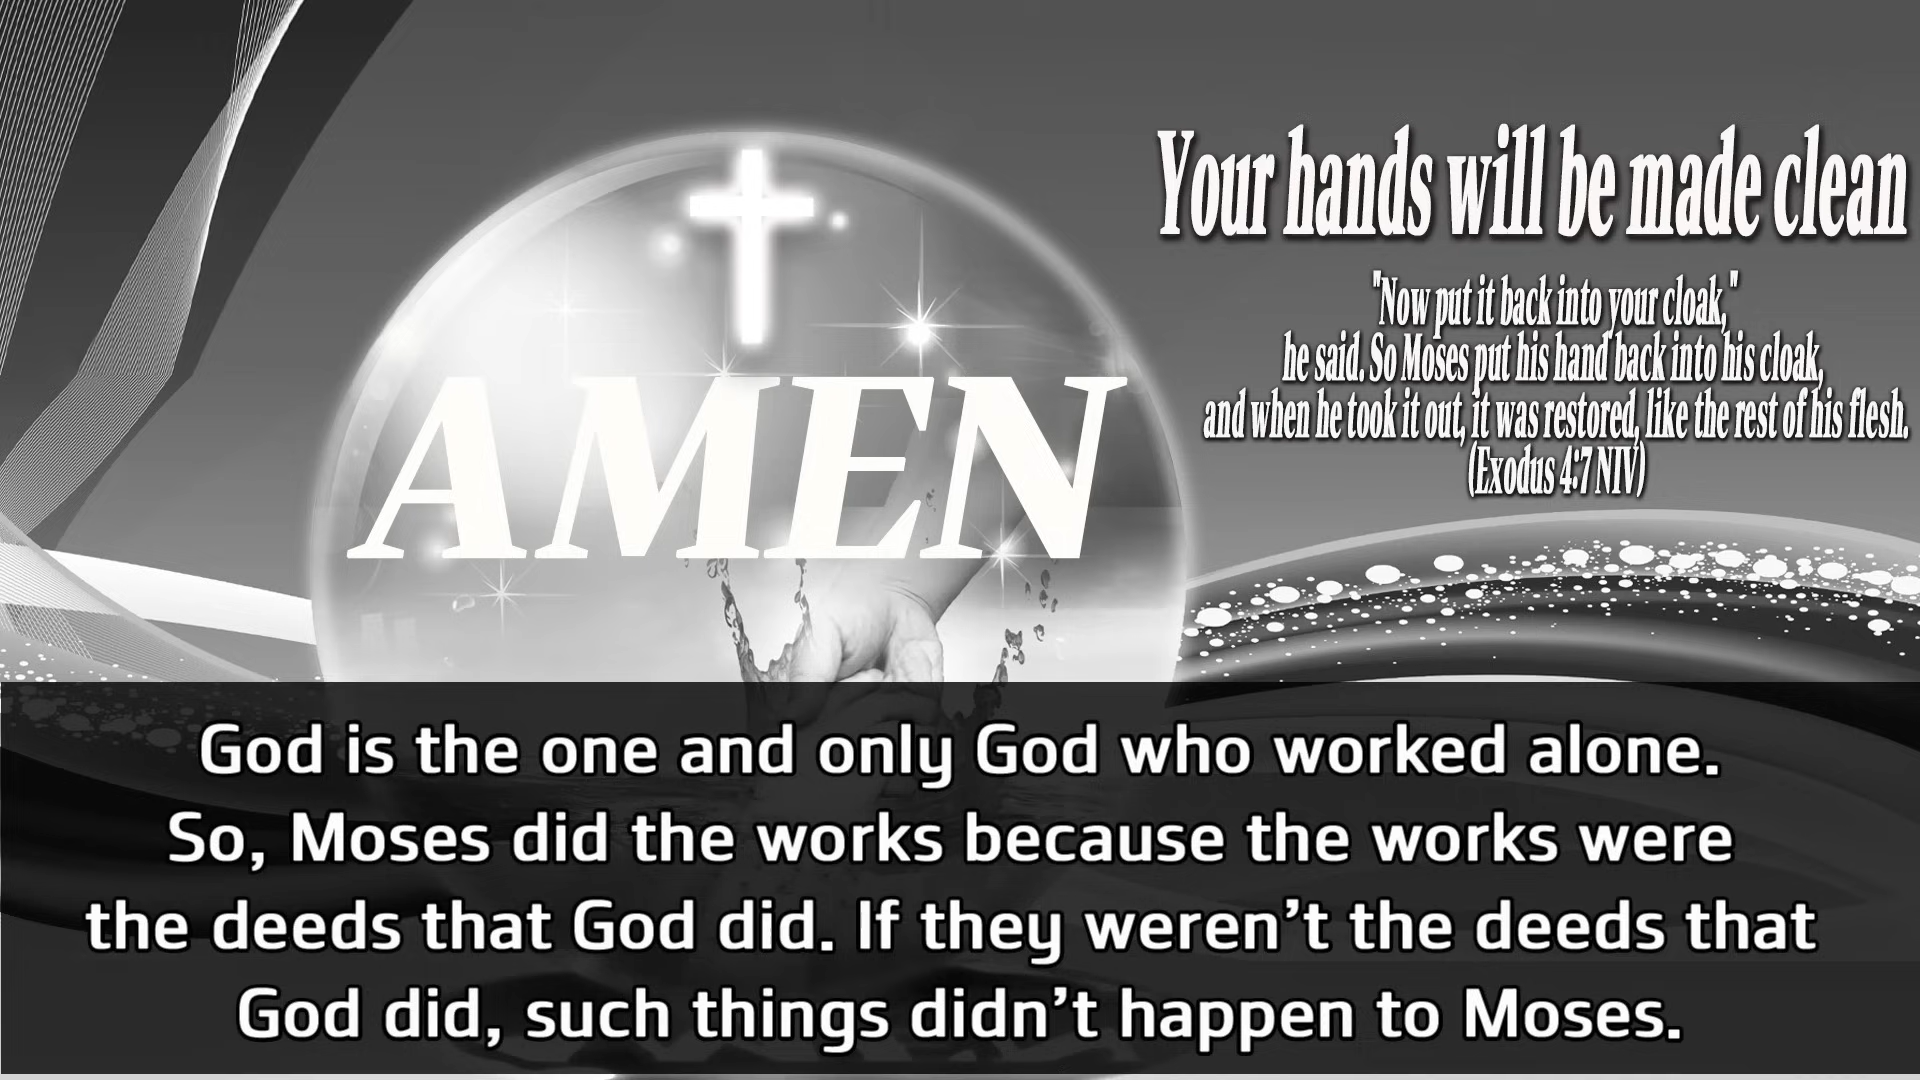 AMEN
Your hands will be made clean
"Now put it back into your cloak,"
he said. So Moses put his hand back into his cloak,
and when he took it out, it was restored, like the rest of his flesh.
(Exodus 4:7 NIV)
God is the one and only God who worked alone.
So, Moses did the works because the works were
the deeds that God did. If they weren’t the deeds that
God did, such things didn’t happen to Moses.